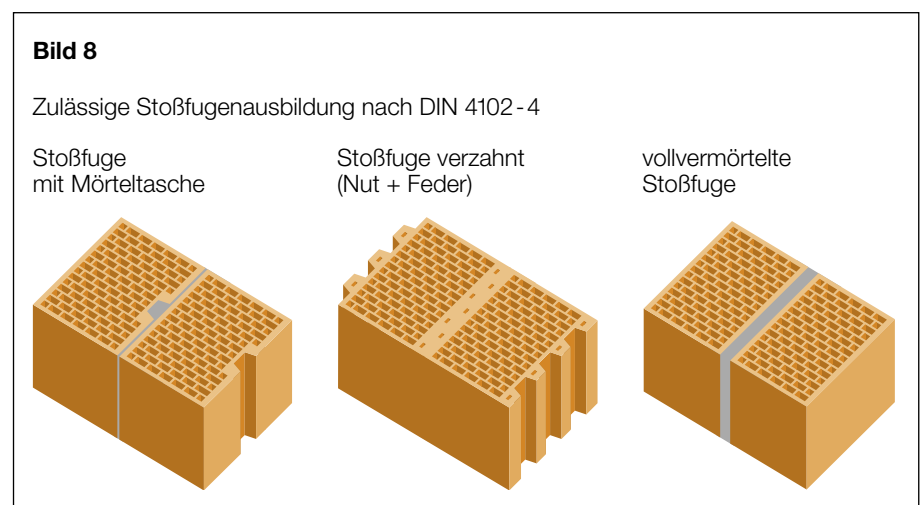 Bild 8
Zulässige Stoßfugenausbildung nach DIN 4102-4
Stoßfuge
mit Mörteltasche
Stoßfuge verzahnt
(Nut + Feder)
vollvermörtelte
Stoßfuge